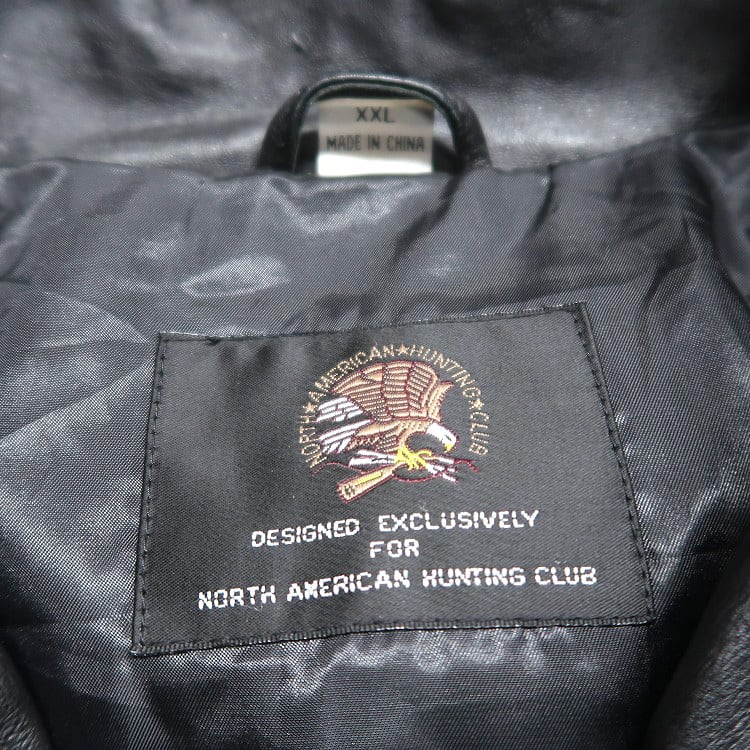 XXL
MADE IN CHINA
NORTH★AMERICAN★HUNTING★CLUB
DESIGNED EXCLUSIVELY
FOR
NORTH AMERICAN HUNTING CLUB